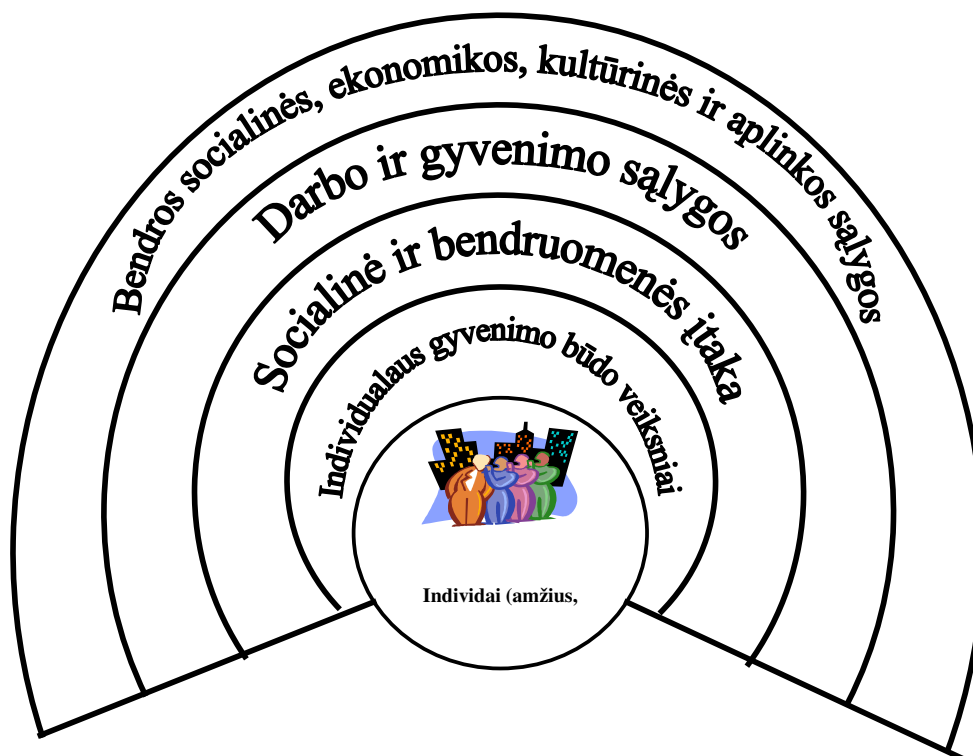 Bendros socialinės, ekonomikos, kultūrinės ir aplinkos sąlygos
Darbo ir gyvenimo sąlygos
Socialinė ir bendruomenės įtaka
Individualaus gyvenimo būdo veiksniai
Individai (amžius,